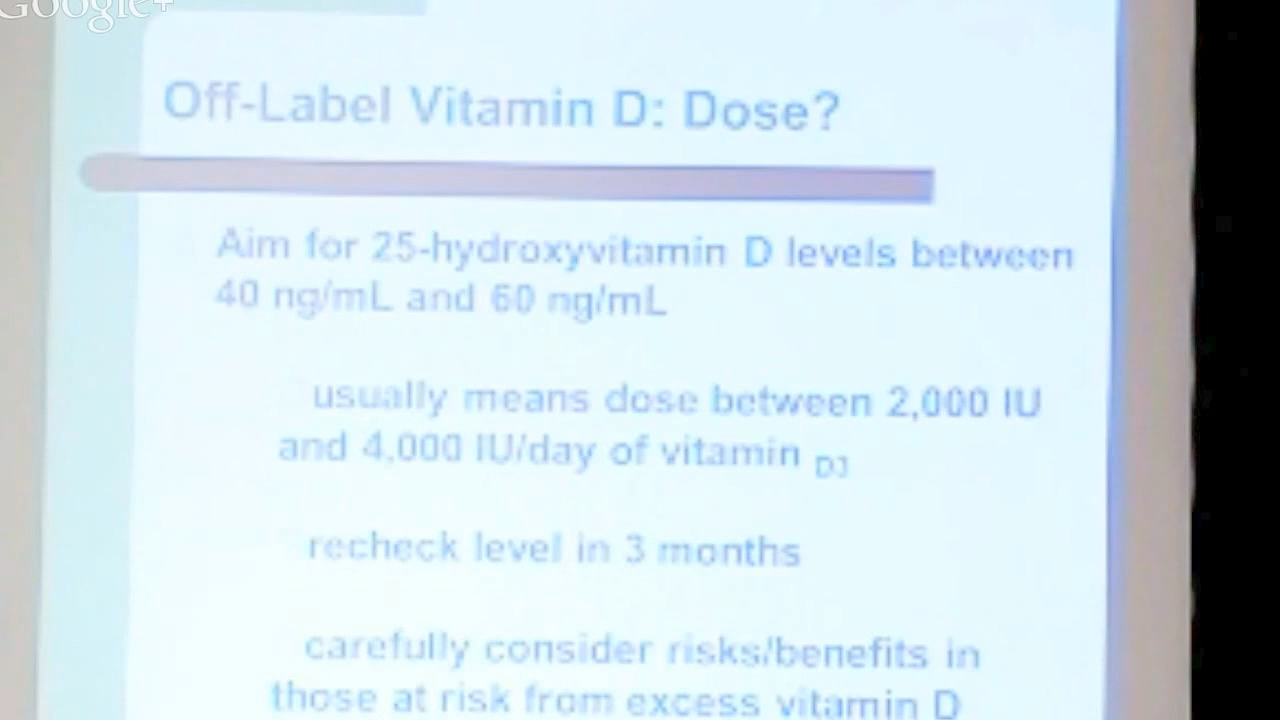 Google+
Off-Label Vitamin D: Dose?
Aim for 25-hydroxyvitamin D levels between
40 ng/mL and 60 ng/mL
usually means dose between 2,000 IU
and 4,000 IU/day of vitamin D3
recheck level in 3 months
carefully consider risks/benefits in
those at risk from excess vitamin D